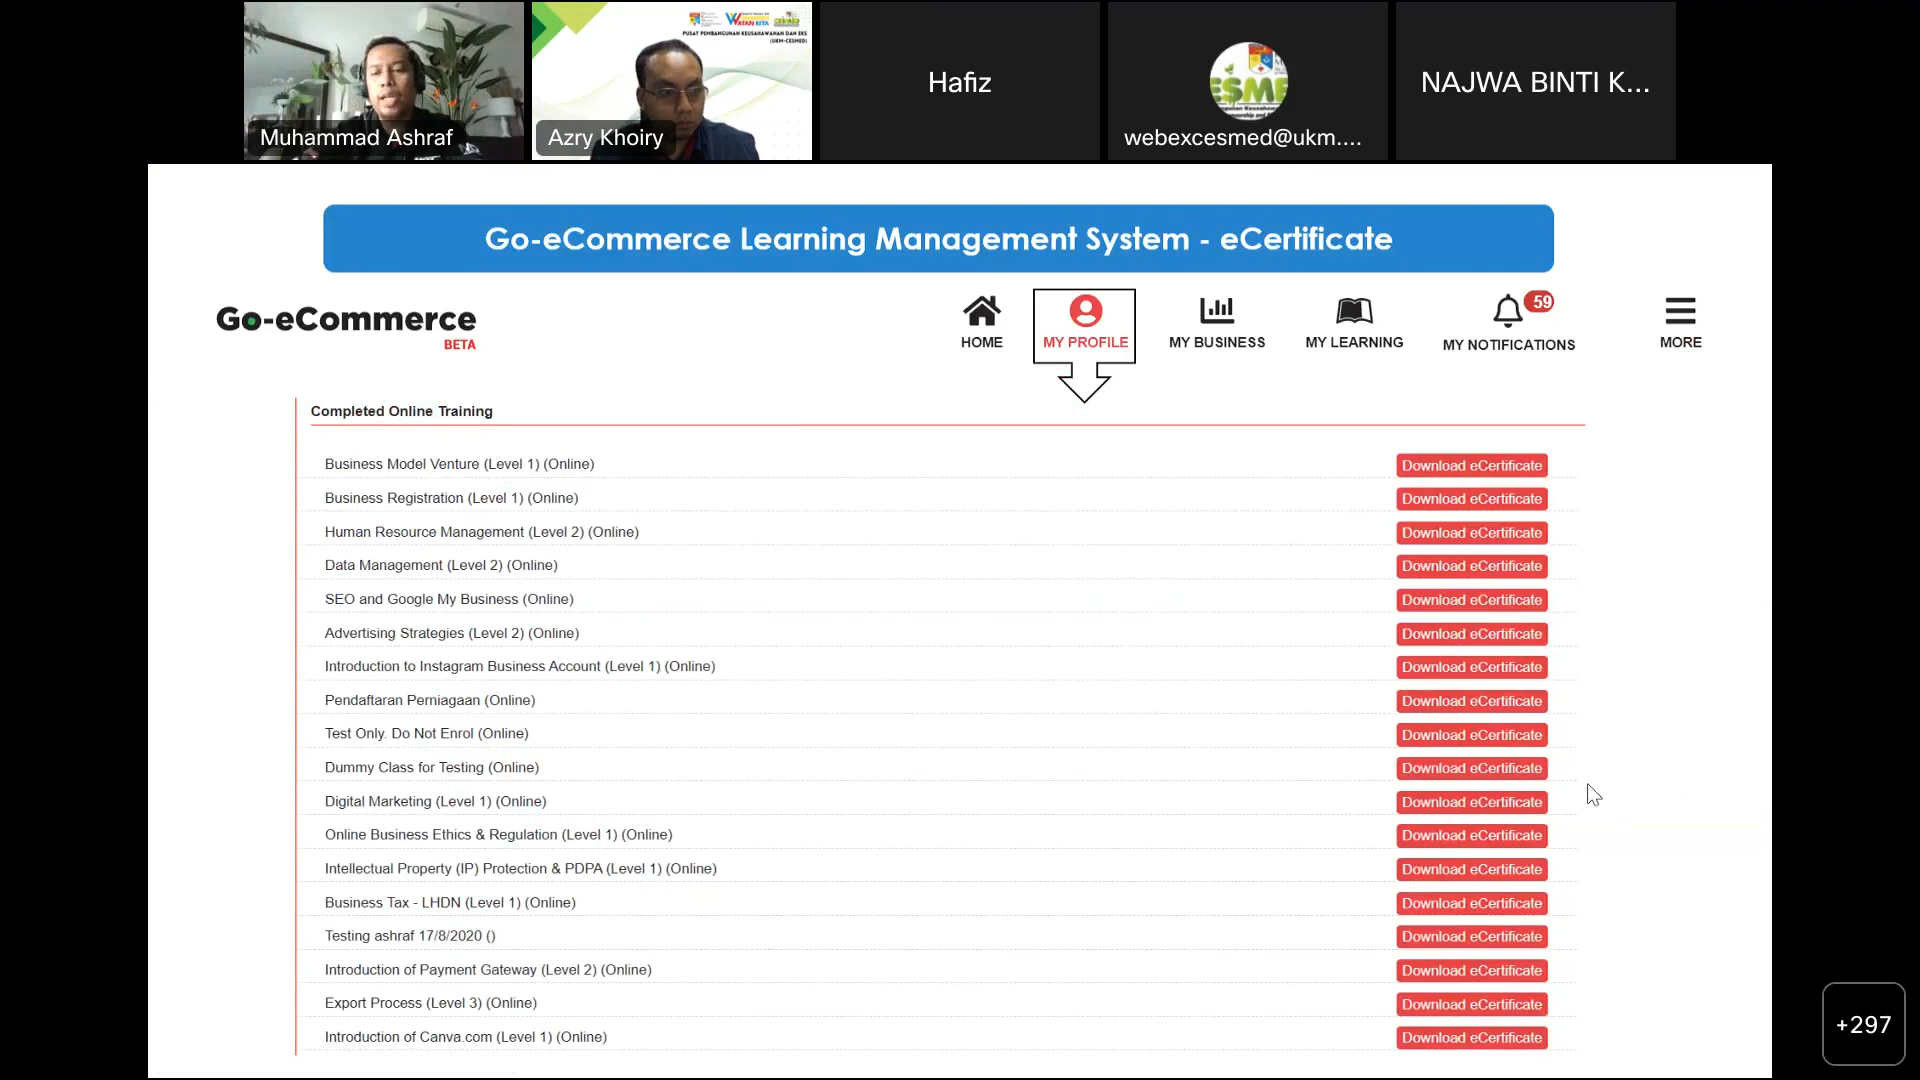 WATAN KITA
PUSAT PEMBANGUNAN KEUSAHAWANAN DAN EKS
(UKM-CESMED)
Muhammad Ashraf
Azry Khoiry
Hafiz
webexcesmed@ukm....
NAJWA BINTI K...
Go-eCommerce Learning Management System - eCertificate
Go-eCommerce
BETA
HOME
MY PROFILE
MY BUSINESS
MY LEARNING
59
MY NOTIFICATIONS
MORE
Completed Online Training
Business Model Venture (Level 1) (Online) Download eCertificate
Business Registration (Level 1) (Online) Download eCertificate
Human Resource Management (Level 2) (Online) Download eCertificate
Data Management (Level 2) (Online) Download eCertificate
SEO and Google My Business (Online) Download eCertificate
Advertising Strategies (Level 2) (Online) Download eCertificate
Introduction to Instagram Business Account (Level 1) (Online) Download eCertificate
Pendaftaran Perniagaan (Online) Download eCertificate
Test Only. Do Not Enrol (Online) Download eCertificate
Dummy Class for Testing (Online) Download eCertificate
Digital Marketing (Level 1) (Online) Download eCertificate
Online Business Ethics & Regulation (Level 1) (Online) Download eCertificate
Intellectual Property (IP) Protection & PDPA (Level 1) (Online) Download eCertificate
Business Tax - LHDN (Level 1) (Online) Download eCertificate
Testing ashraf 17/8/2020 () Download eCertificate
Introduction of Payment Gateway (Level 2) (Online) Download eCertificate
Export Process (Level 3) (Online) Download eCertificate
Introduction of Canva.com (Level 1) (Online) Download eCertificate
+297